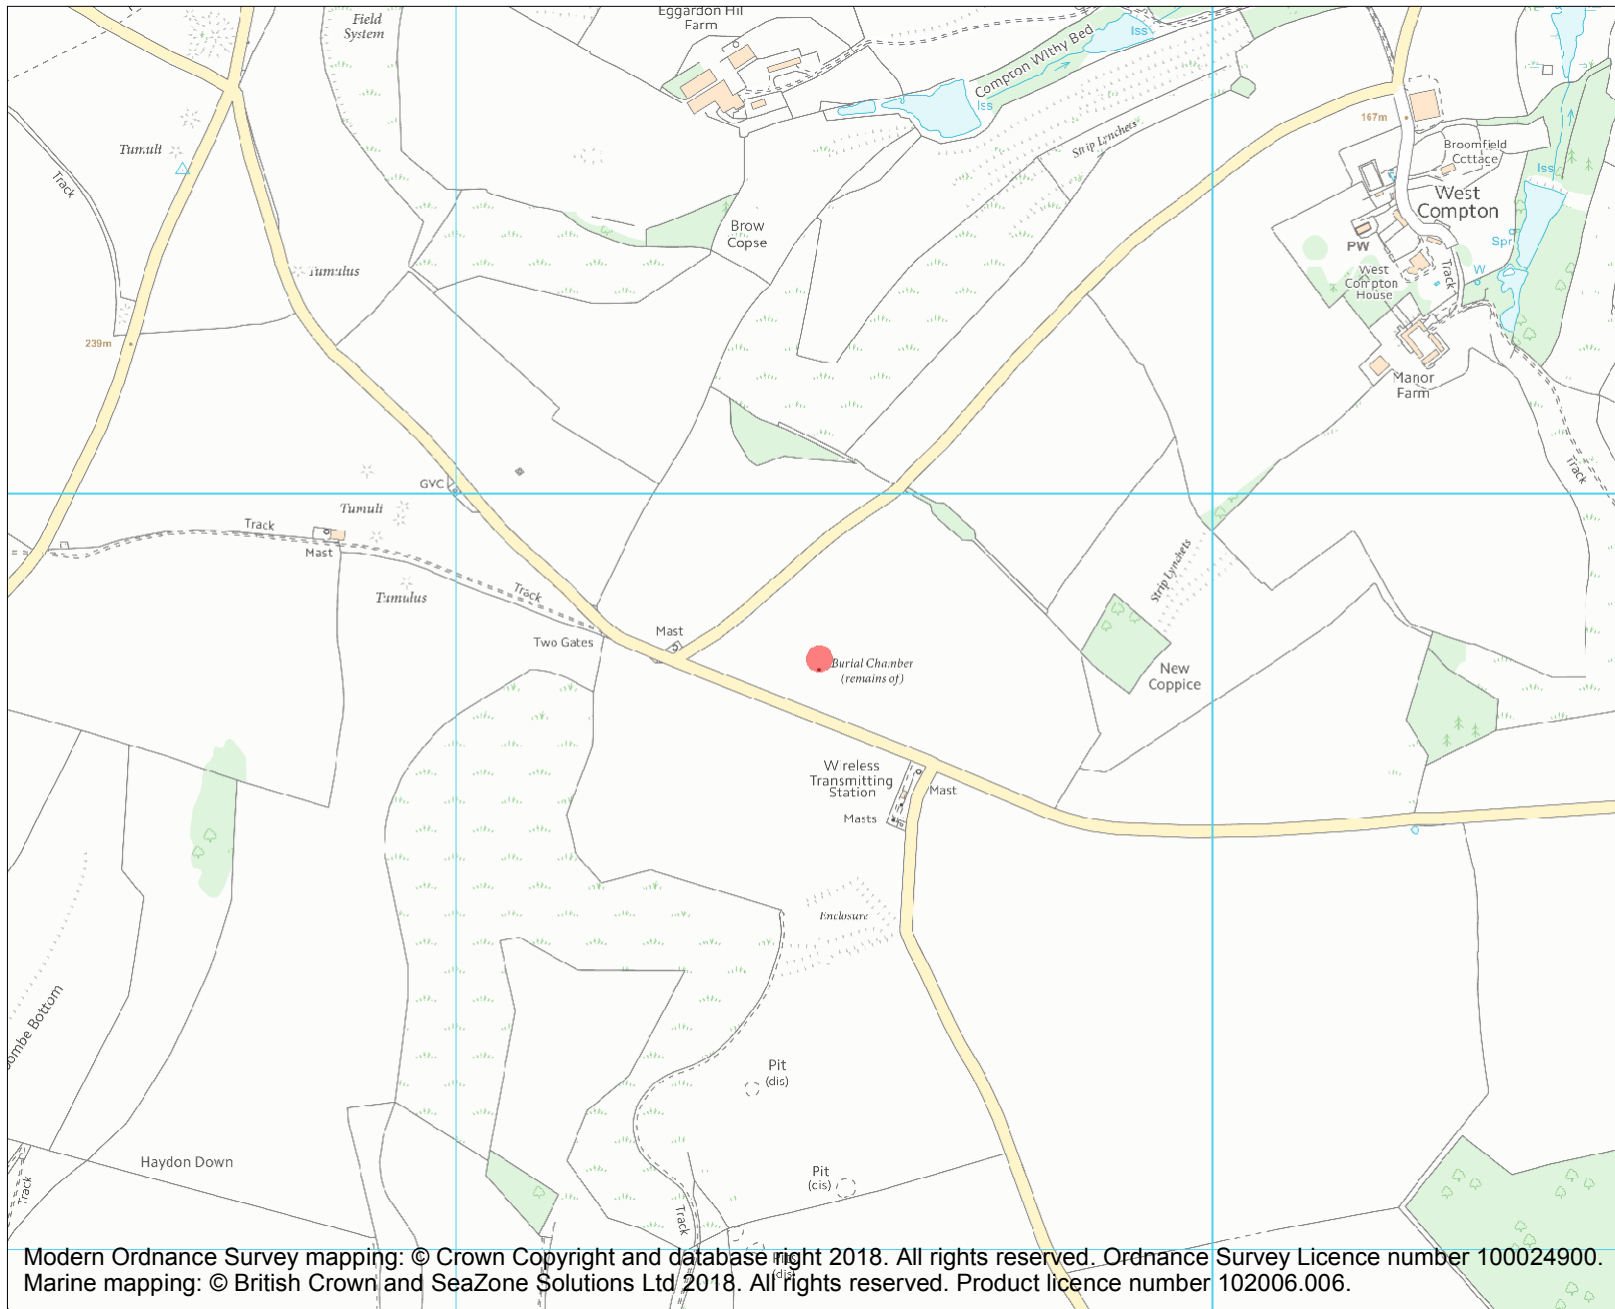 Field
System
Eggardon Hill
Farm
Compton Withy Bed
Iss
Iss
Strip Lynchets
167m
Broomfield
Cottage
Iss
West
Compton
Tumuli
Track
Brow
Copse
PW
Spr
W
Track
West
Compton
House
Tumulus
239m
Manor
Farm
Track
GVC
Tumuli
Track
Mast
Tumulus
Track
Two Gates
Mast
Strip Lynchets
Burial Chamber
(remains of)
New
Coppice
Wireless
Transmitting
Station
Mast
Masts
Enclosure
ombe Bottom
Pit
(dis)
Haydon Down
Track
Pit
(cis)
Track
Pits
(dis)
Modern Ordnance Survey mapping: © Crown Copyright and database right 2018. All rights reserved. Ordnance Survey Licence number 100024900.
Marine mapping: © British Crown and SeaZone Solutions Ltd 2018. All rights reserved. Product licence number 102006.006.